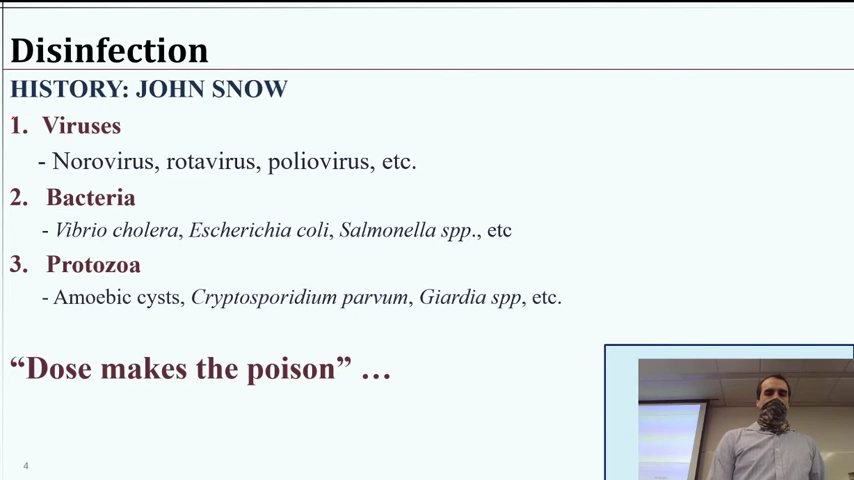 Disinfection
HISTORY: JOHN SNOW
1. Viruses
- Norovirus, rotavirus, poliovirus, etc.
2. Bacteria
- Vibrio cholera, Escherichia coli, Salmonella spp., etc
3. Protozoa
- Amoebic cysts, Cryptosporidium parvum, Giardia spp, etc.
“Dose makes the poison” …
4